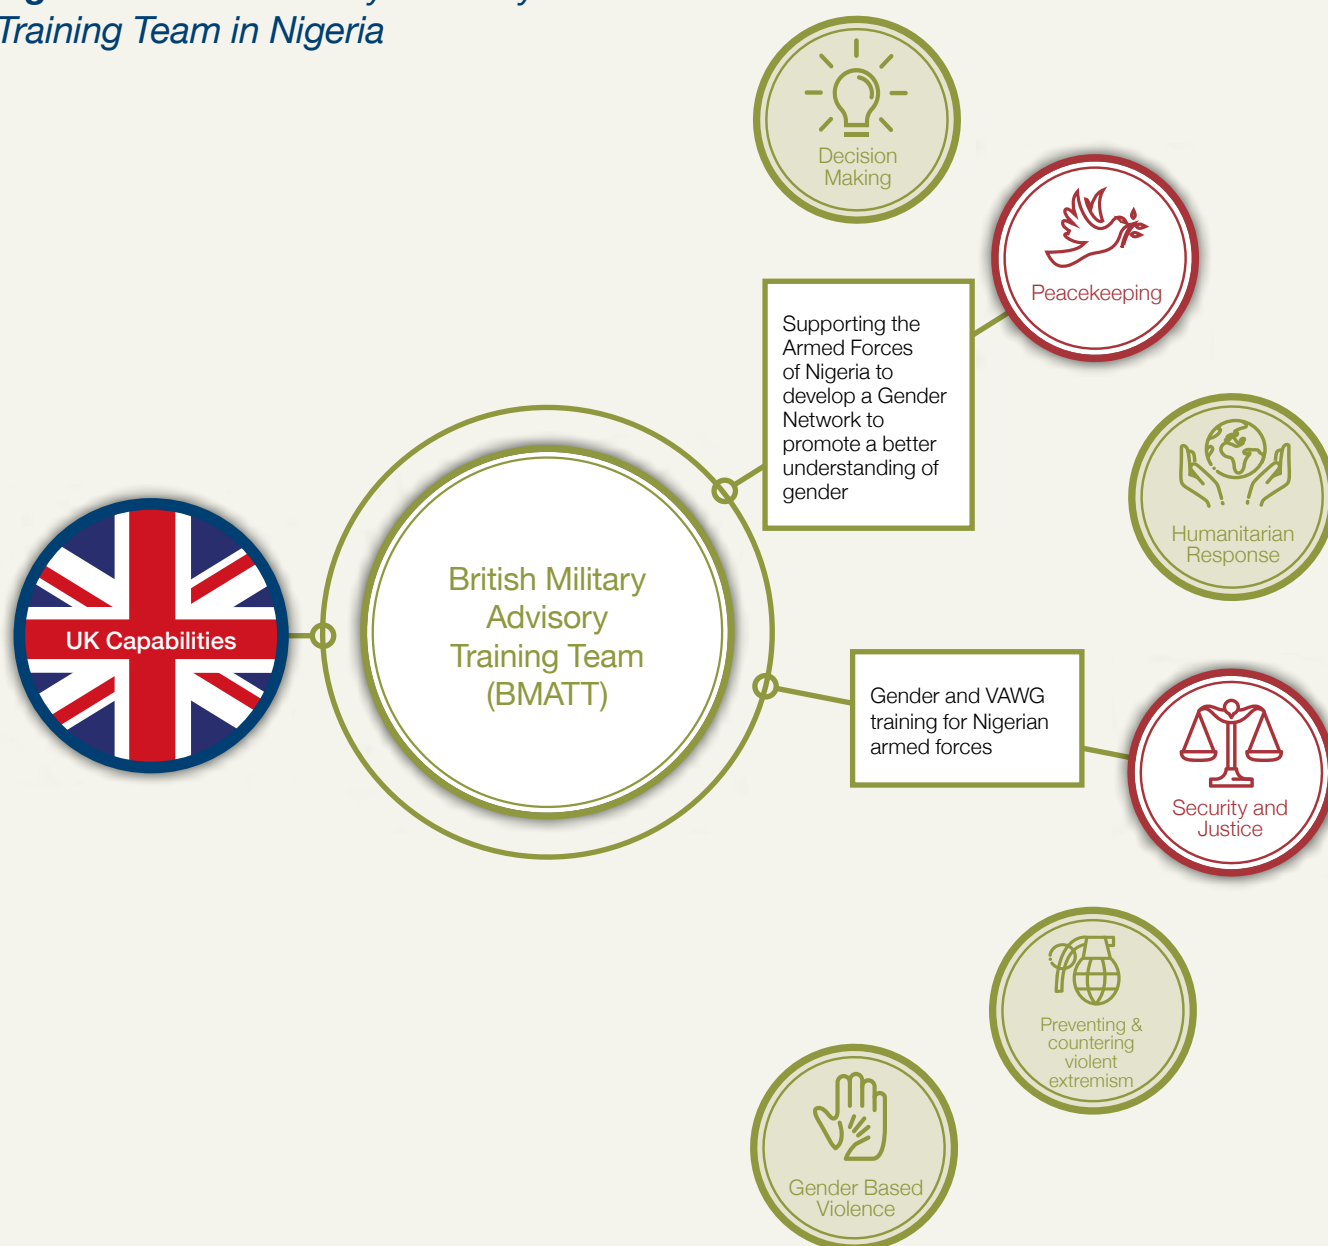 Training Team in Nigeria
Decision
Making
Peacekeeping
Supporting the
Armed Forces
of Nigeria to
develop a Gender
Network to
promote a better
understanding of
gender
Humanitarian
Response
UK Capabilities
British Military
Advisory
Training Team
(BMATT)
Gender and VAWG
training for Nigerian
armed forces
Security and
Justice
Preventing &
countering
violent
extremism
Gender Based
Violence